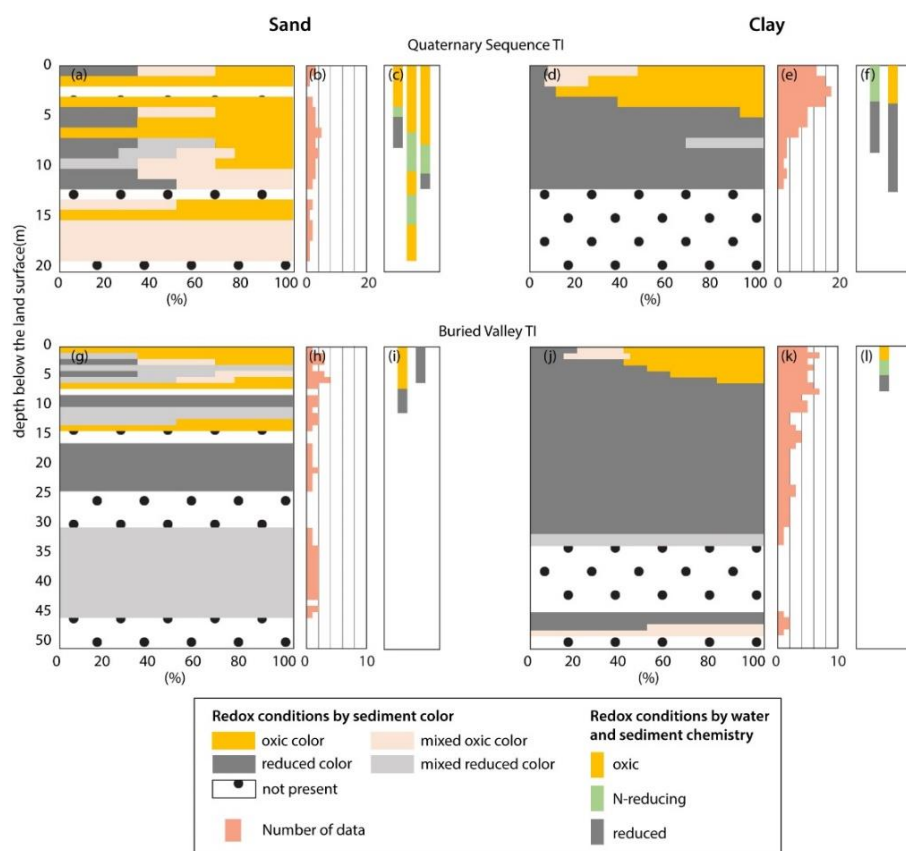 Sand
Clay
Quaternary Sequence TI
(a)
(b)
(c)
(d)
(e)
(f)
0
5
10
15
20
0 20 40 60 80 100
(%)
0 20
0 20 40 60 80 100
(%)
0 20
depth below the land surface(m)
Buried Valley TI
(g)
(h)
(i)
(j)
(k)
(l)
0
5
10
15
20
25
30
35
40
45
50
0 20 40 60 80 100
(%)
0 10
0 20 40 60 80 100
(%)
0 10
Redox conditions by sediment color
oxic color
mixed oxic color
reduced color
mixed reduced color
not present
Number of data
Redox conditions by water
and sediment chemistry
oxic
N-reducing
reduced